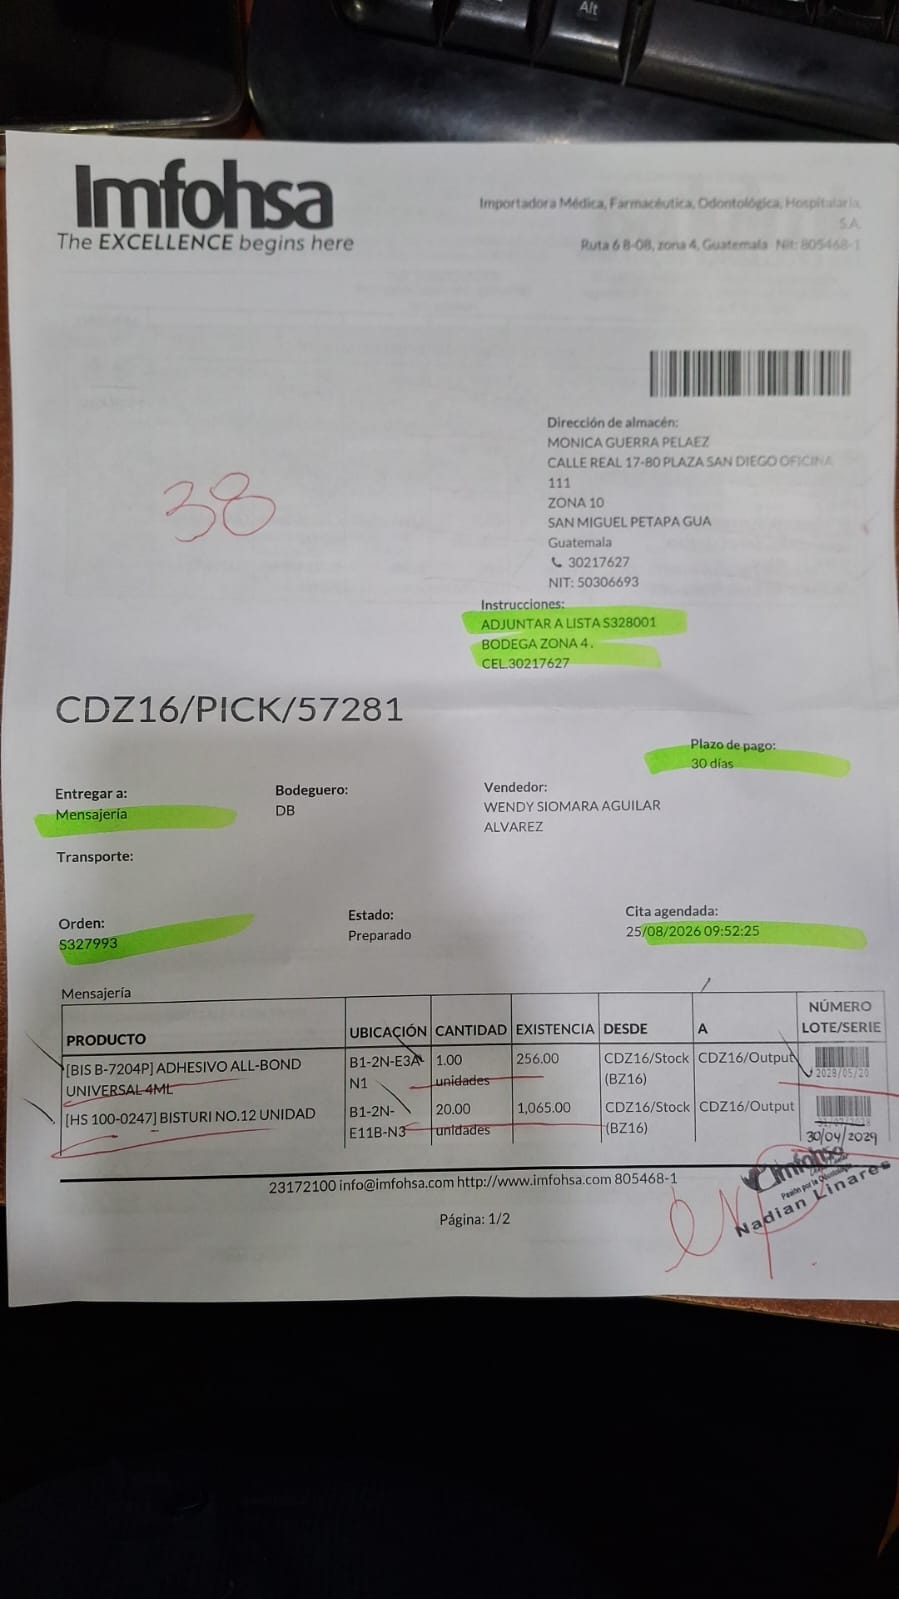 Alt
Imfohsa
The EXCELLENCE begins here
Importadora Médica, Farmacéutica, Odontológica, Hospitalaria,
S.A.
Ruta 6 8-08, zona 4, Guatemala Nit: 805468-1
Dirección de almacén:
MONICA GUERRA PELAEZ
CALLE REAL 17-80 PLAZA SAN DIEGO OFICINA
111
ZONA 10
SAN MIGUEL PETAPA GUA
Guatemala
30217627
NIT: 50306693
38
Instrucciones:
ADJUNTAR A LISTA S328001
BODEGA ZONA 4.
CEL.30217627
CDZ16/PICK/57281
Plazo de pago:
30 días
Entregar a:
Mensajería
Bodeguero:
DB
Vendedor:
WENDY SIOMARA AGUILAR
ALVAREZ
Transporte:
Orden:
S327993
Estado:
Preparado
Cita agendada:
25/08/2026 09:52:25
Mensajería
PRODUCTO UBICACIÓN CANTIDAD EXISTENCIA DESDE A NÚMERO LOTE/SERIE
[BIS B-7204P] ADHESIVO ALL-BOND B1-2N-E3A 1.00 256.00 CDZ16/Stock CDZ16/Output
UNIVERSAL 4ML N1 unidades (BZ16) 2028/05/20
[HS 100-0247] BISTURI NO.12 UNIDAD B1-2N- 20.00 1,065.00 CDZ16/Stock CDZ16/Output
E11B-N3 unidades (BZ16)
30/04/2029
23172100 info@imfohsa.com http://www.imfohsa.com 805468-1
Imfohsa
Nadian Linares
Página: 1/2